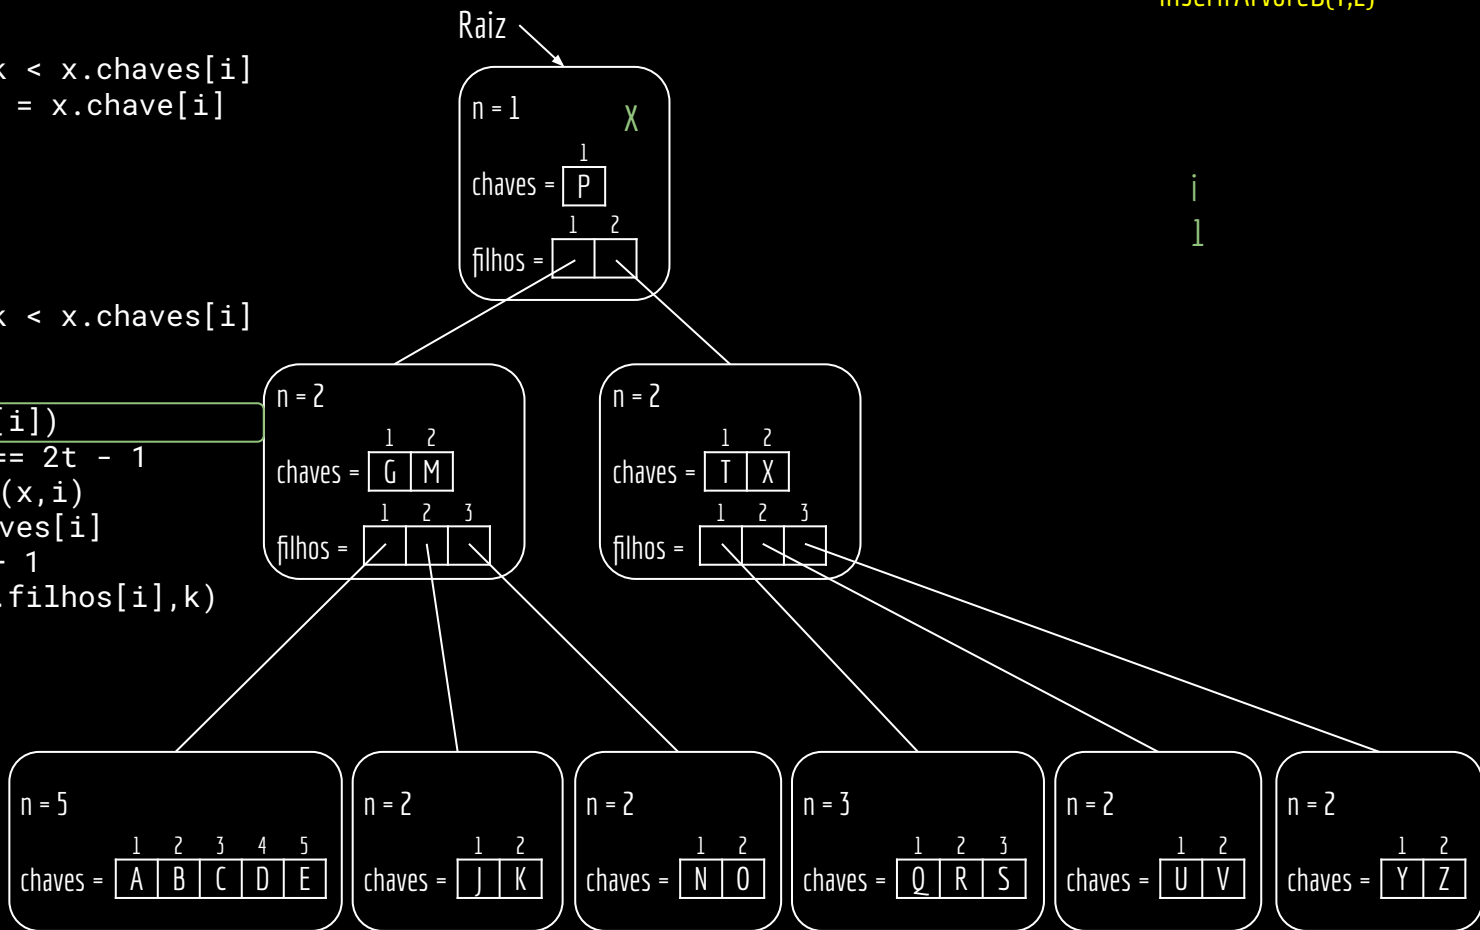 Raiz
k < x.chaves[i]
= x.chave[i]
n = 1
X
1
chaves = P
1 2
filhos =
i
1
k < x.chaves[i]
[i])
== 2t - 1
(x,i)
ves[i]
- 1
.filhos[i],k)
n = 2
1 2
chaves = G M
1 2 3
filhos =
n = 2
1 2
chaves = T X
1 2 3
filhos =
n = 5
1 2 3 4 5
chaves = A B C D E
n = 2
1 2
chaves = J K
n = 2
1 2
chaves = N O
n = 3
1 2 3
chaves = Q R S
n = 2
1 2
chaves = U V
n = 2
1 2
chaves = Y Z